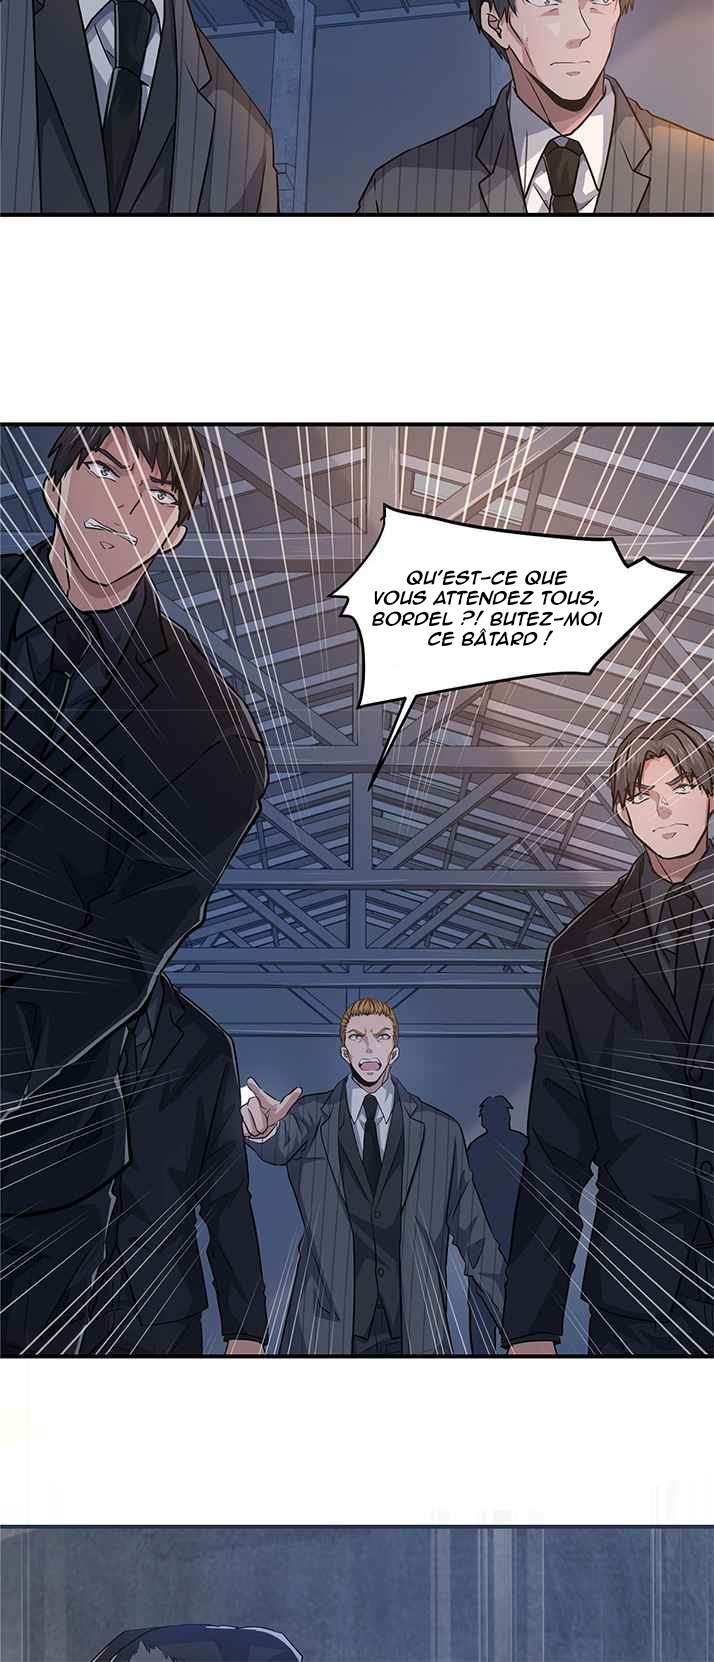 QU'EST-CE QUE
VOUS ATTENDEZ TOUS,
BORDEL ?! BUTEZ-MOI
CE BÂTARD !